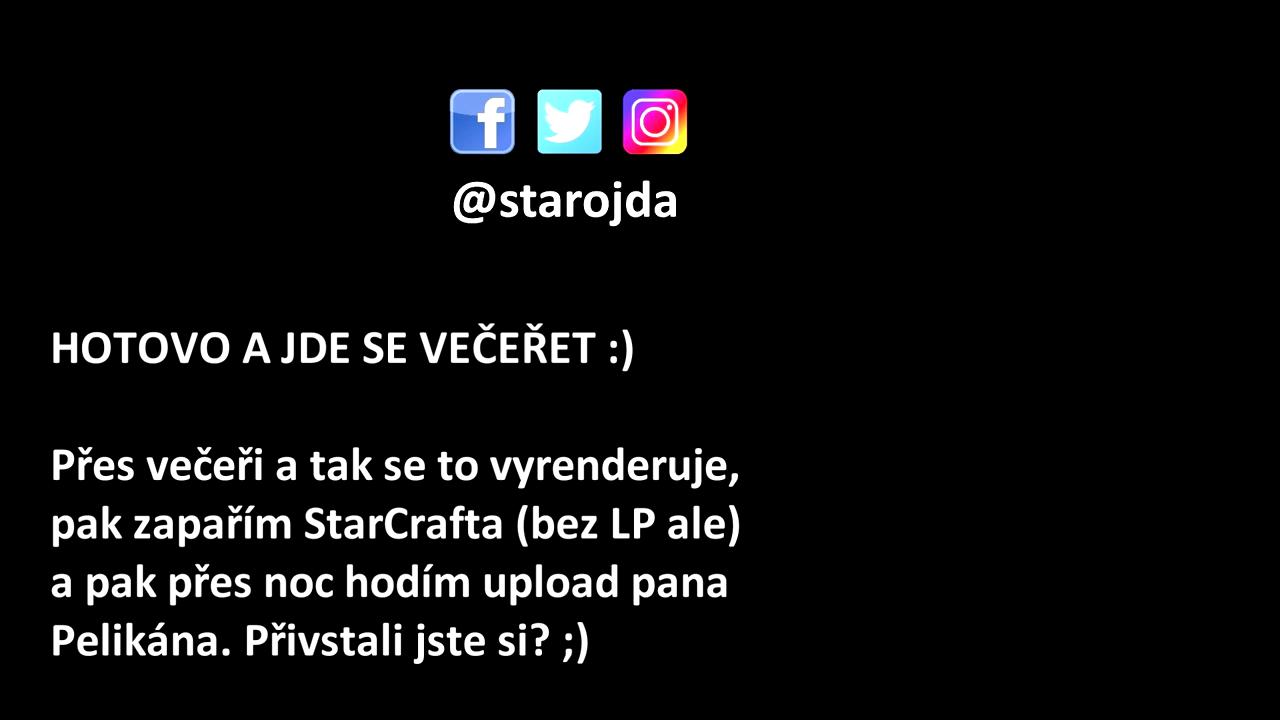 @starojda
HOTOVO A JDE SE VEČEŘET :)
Přes večeři a tak se to vyrenderuje,
pak zapařím StarCrafta (bez LP ale)
a pak přes noc hodím upload pana
Pelikána. Přivstali jste si? ;)